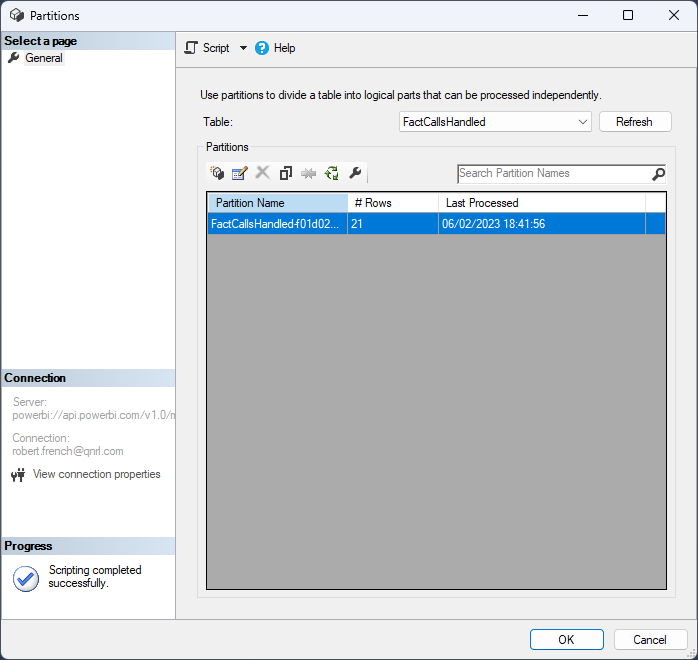 Partitions
Select a page
General
Script
Help
Use partitions to divide a table into logical parts that can be processed independently.
Table:
FactCallsHandled
Refresh
Partitions
Search Partition Names
Partition Name # Rows Last Processed
FactCallsHandled-f01d02... 21 06/02/2023 18:41:56
Connection
Server:
powerbi://api.powerbi.com/v1.0/m
Connection:
robert.french@qnrl.com
View connection properties
Progress
Scripting completed
successfully.
OK
Cancel